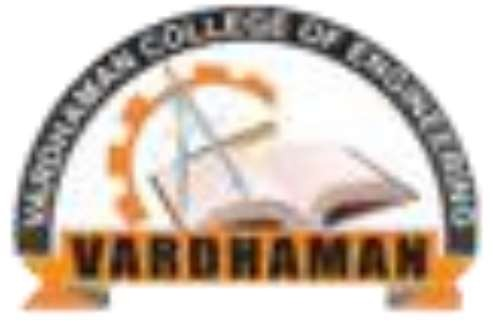 VARDHAMAN COLLEGE OF ENGINEERING
VARDHAMAN